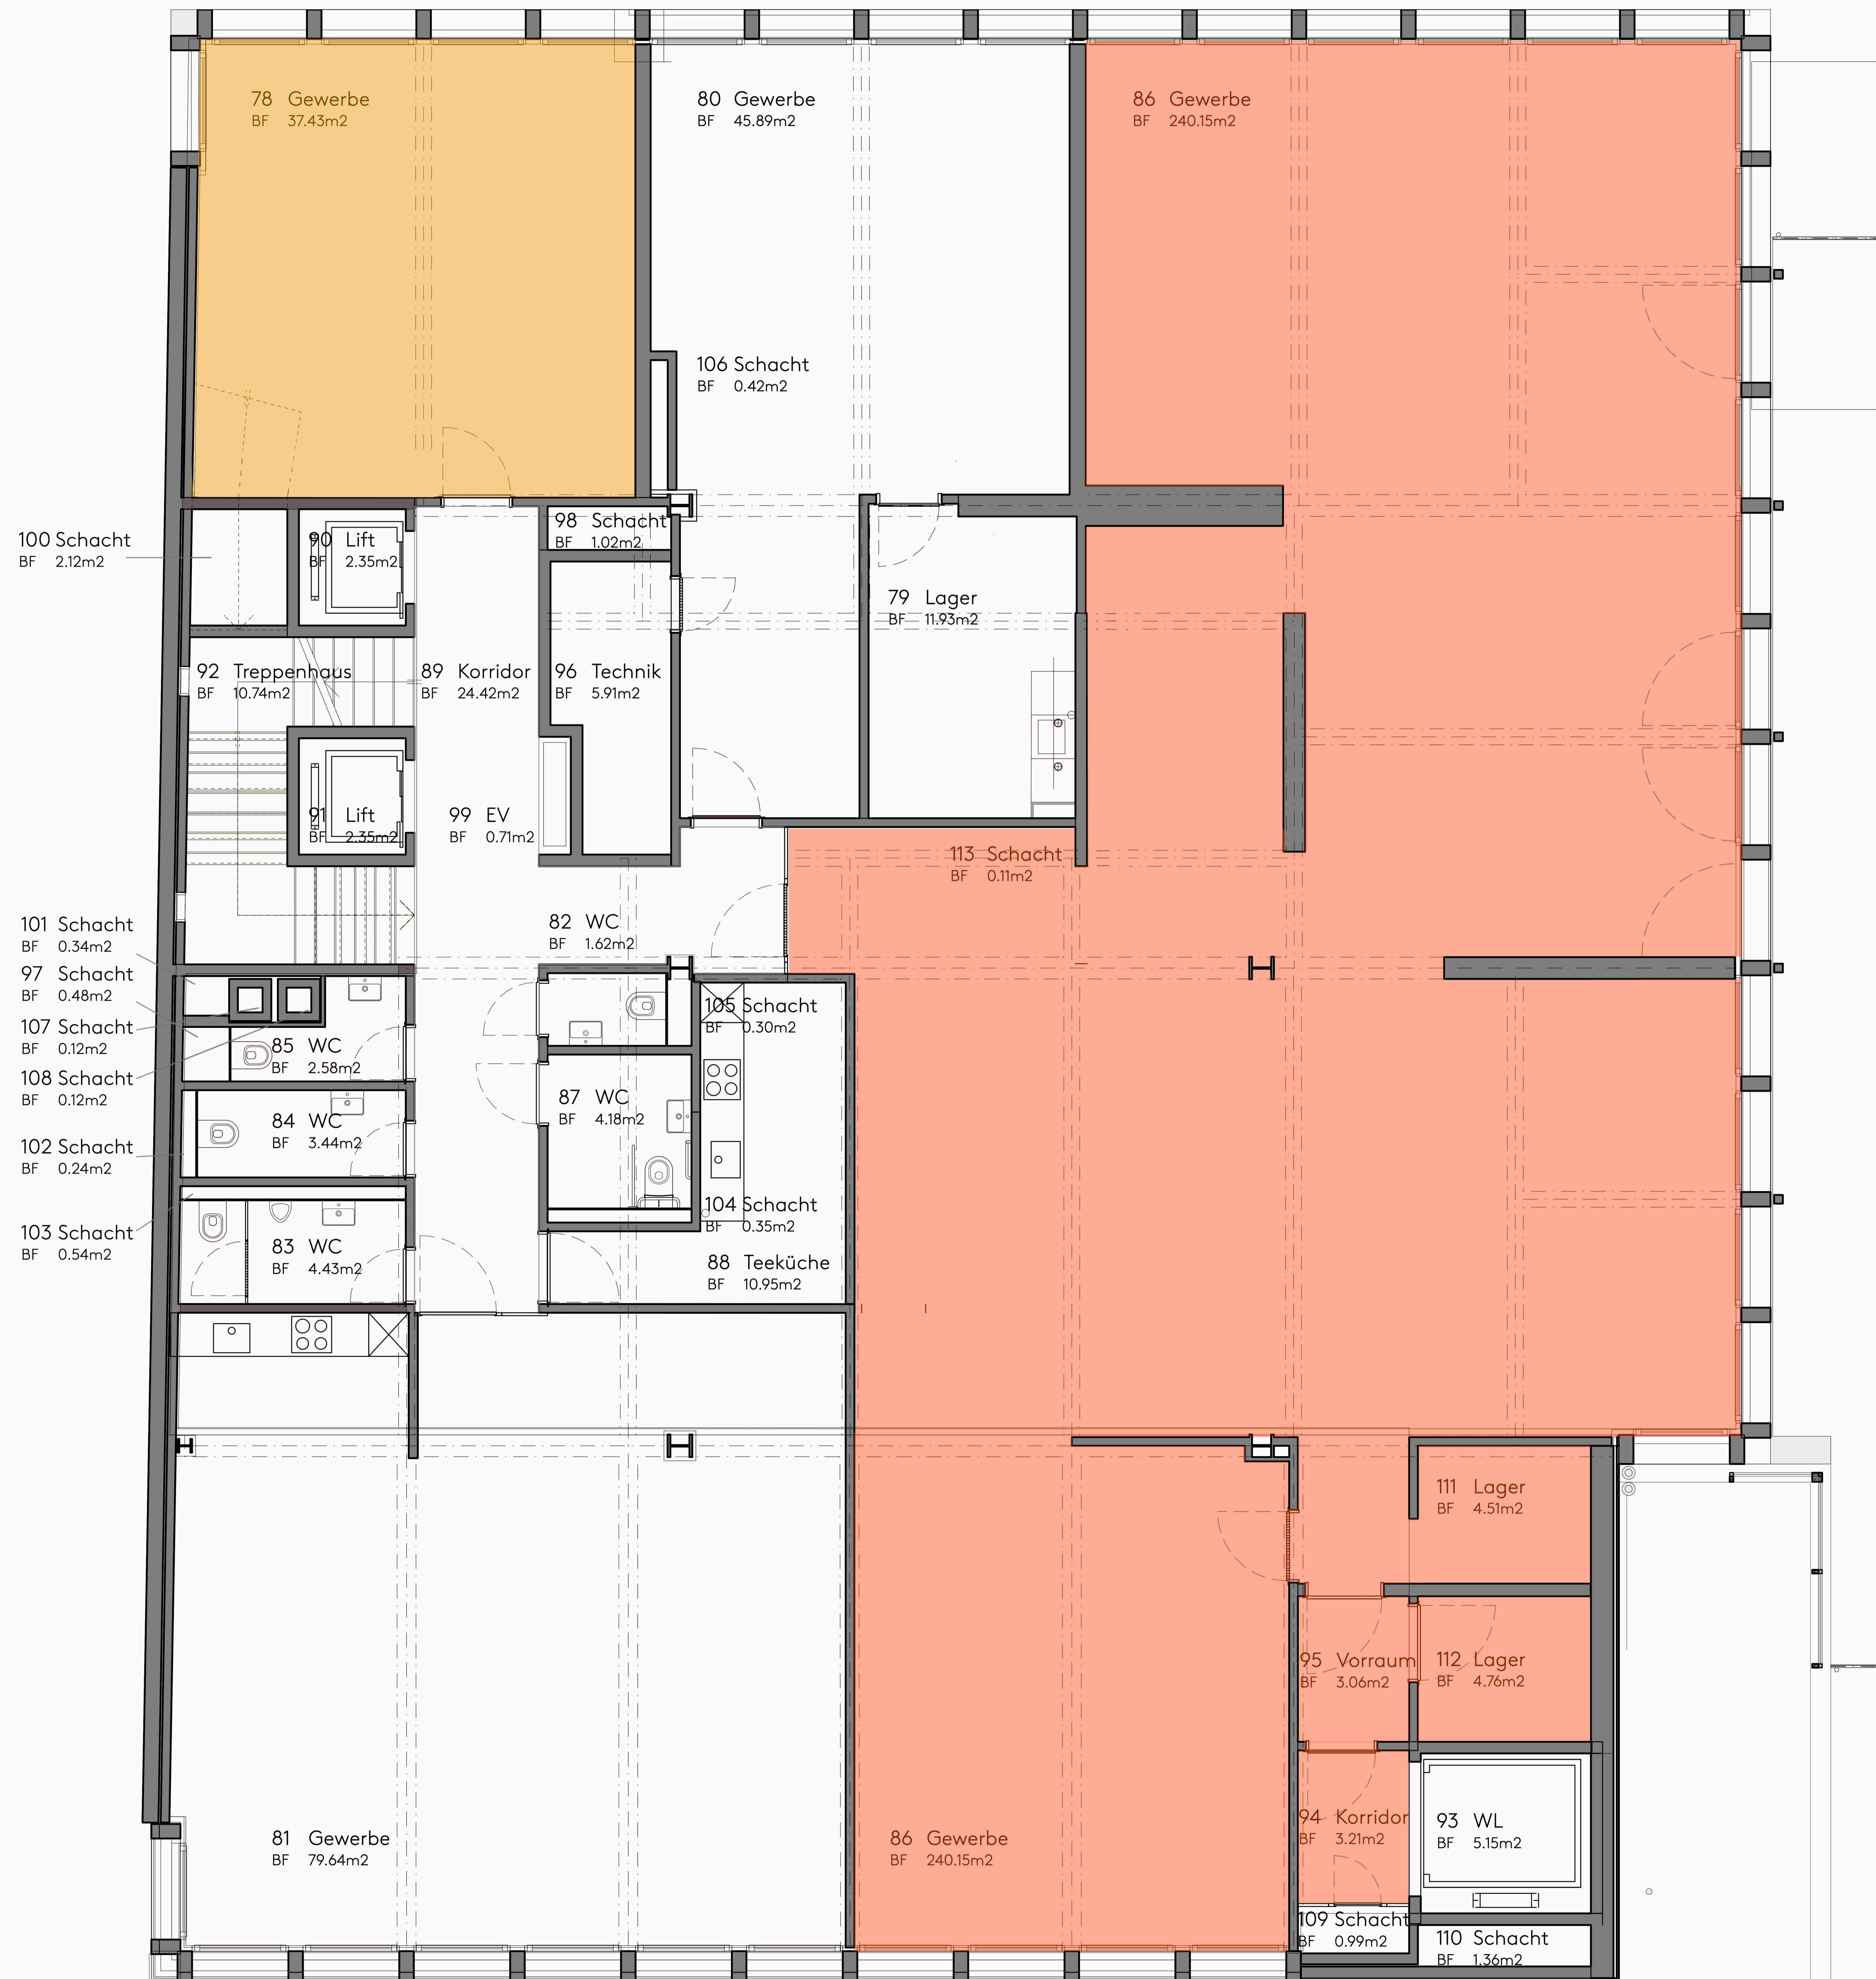 78 Gewerbe
BF 37.43m2
80 Gewerbe
BF 45.89m2
86 Gewerbe
BF 240.15m2
106 Schacht
BF 0.42m2
98 Schacht
BF 1.02m2
100 Schacht
BF 2.12m2
90 Lift
BF 2.35m2
79 Lager
BF 11.93m2
92 Treppenhaus
BF 10.74m2
89 Korridor
BF 24.42m2
96 Technik
BF 5.91m2
91 Lift
BF 2.35m2
99 EV
BF 0.71m2
113 Schacht
BF 0.11m2
101 Schacht
BF 0.34m2
82 WC
BF 1.62m2
97 Schacht
BF 0.48m2
105 Schacht
BF 0.30m2
107 Schacht
BF 0.12m2
85 WC
BF 2.58m2
108 Schacht
BF 0.12m2
87 WC
BF 4.18m2
84 WC
BF 3.44m2
102 Schacht
BF 0.24m2
104 Schacht
BF 0.35m2
103 Schacht
BF 0.54m2
83 WC
BF 4.43m2
88 Teeküche
BF 10.95m2
111 Lager
BF 4.51m2
95 Vorraum
BF 3.06m2
112 Lager
BF 4.76m2
94 Korridor
BF 3.21m2
93 WL
BF 5.15m2
81 Gewerbe
BF 79.64m2
86 Gewerbe
BF 240.15m2
109 Schacht
BF 0.99m2
110 Schacht
BF 1.36m2